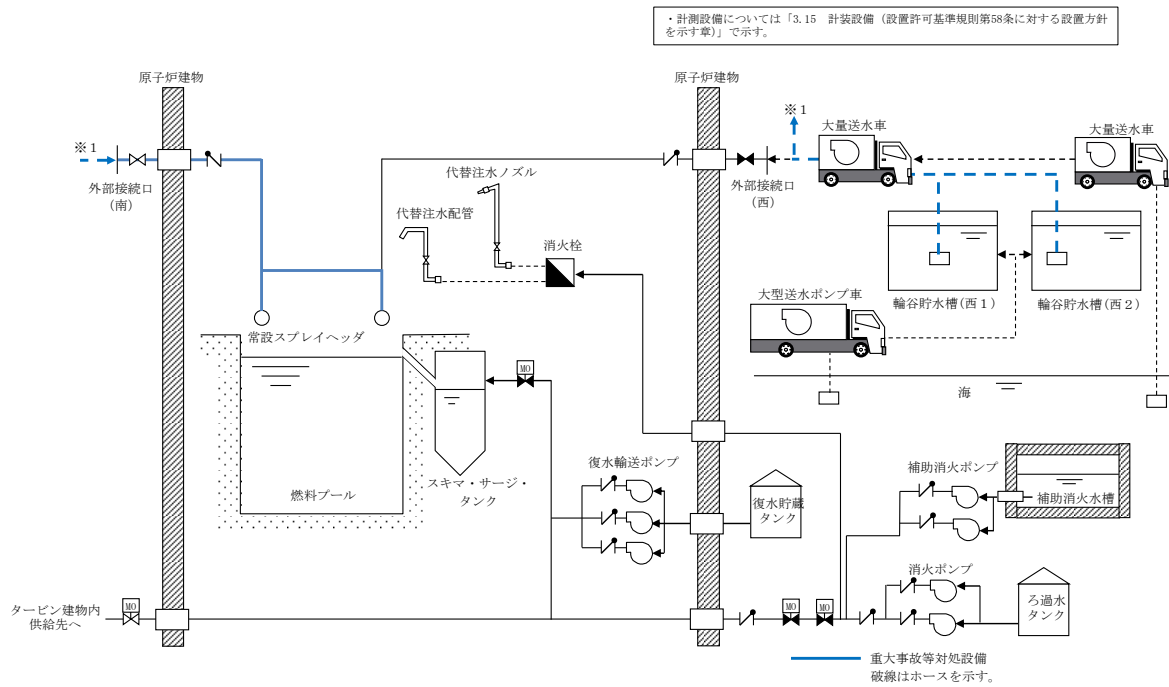 ・計測設備については「3.15　計装設備（設置許可基準規則第58条に対する設置方針
を示す章）」で示す。
原子炉建物
原子炉建物
※1
大量送水車
大量送水車
※1
外部接続口
(南)
代替注水ノズル
代替注水配管
消火栓
外部接続口
(西)
輪谷貯水槽(西1)
輪谷貯水槽(西2)
大型送水ポンプ車
常設スプレイヘッダ
海
MO
燃料プール
スキマ・サージ・
タンク
復水輸送ポンプ
復水貯蔵
タンク
補助消火ポンプ
補助消火水槽
消火ポンプ
ろ過水
タンク
タービン建物内
供給先へ
MO
MO
MO
重大事故等対処設備
破線はホースを示す。